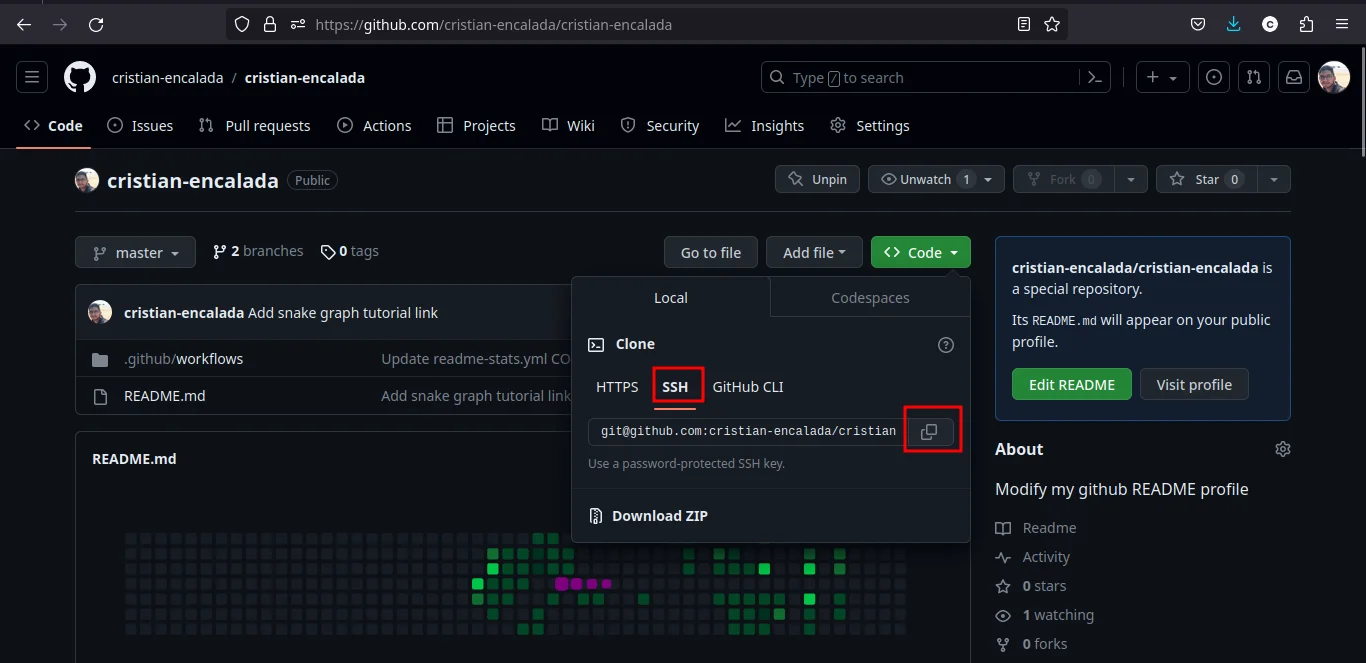 https://github.com/cristian-encalada/cristian-encalada
C
cristian-encalada / cristian-encalada
Type / to search
Code Issues Pull requests Actions Projects Wiki Security Insights Settings
cristian-encalada Public
Unpin Unwatch 1 Fork 0 Star 0
master 2 branches 0 tags Go to file Add file Code
cristian-encalada Add snake graph tutorial link
.github/workflows Update readme-stats.yml CO
README.md Add snake graph tutorial link
README.md
Local Codespaces
Clone
HTTPS SSH GitHub CLI
git@github.com:cristian-encalada/cristian
Use a password-protected SSH key.
Download ZIP
cristian-encalada/cristian-encalada is
a special repository.
Its README.md will appear on your public
profile.
Edit README Visit profile
About
Modify my github README profile
Readme
Activity
0 stars
1 watching
0 forks